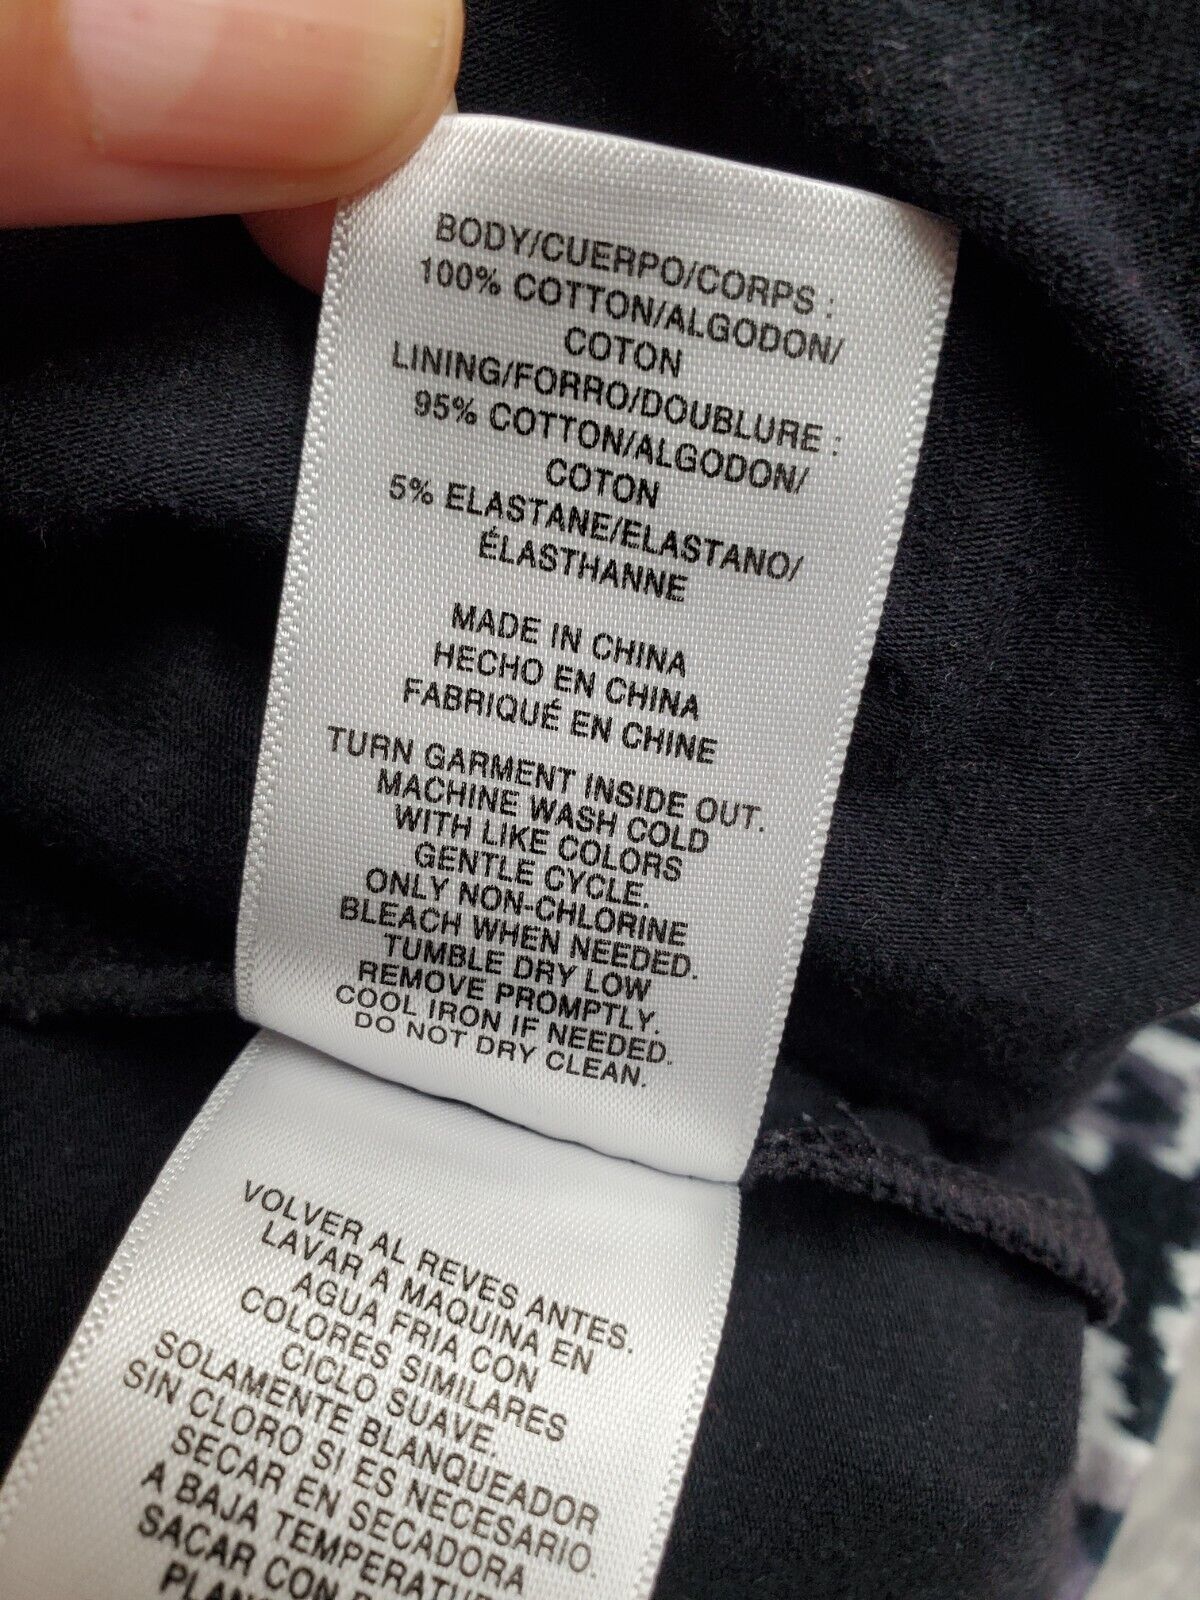 BODY/CUERPO/CORPS :
100% COTTON/ALGODON/
COTON
LINING/FORRO/DOUBLURE :
95% COTTON/ALGODON/
COTON
5% ELASTANE/ELASTANO/
ÉLASTHANNE
MADE IN CHINA
HECHO EN CHINA
FABRIQUÉ EN CHINE
TURN GARMENT INSIDE OUT.
MACHINE WASH COLD
WITH LIKE COLORS
GENTLE CYCLE.
ONLY NON-CHLORINE
BLEACH WHEN NEEDED.
TUMBLE DRY LOW
REMOVE PROMPTLY.
COOL IRON IF NEEDED.
DO NOT DRY CLEAN.
VOLVER AL REVES ANTES.
LAVAR A MAQUINA EN
AGUA FRIA CON
COLORES SIMILARES
CICLO SUAVE.
SOLAMENTE BLANQUEADOR
SIN CLORO SI ES NECESARIO.
SECAR EN SECADORA
A BAJA
SACAR CON